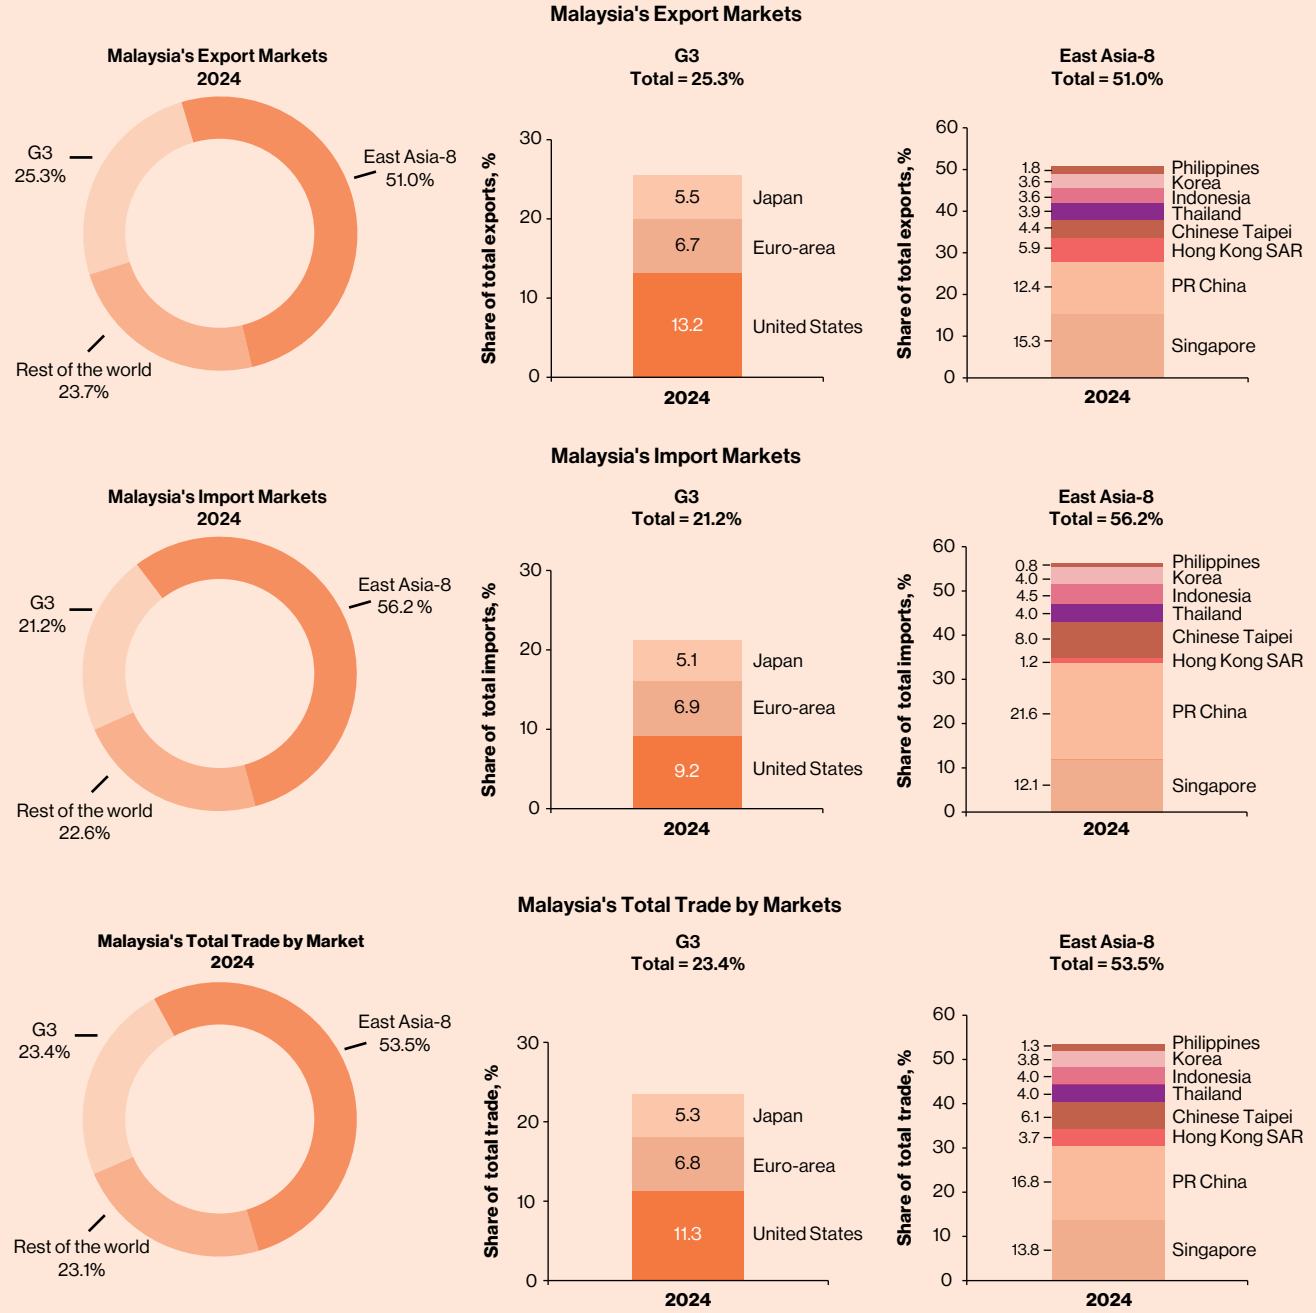 Malaysia's Export Markets
Malaysia's Export Markets
2024
G3
25.3%
East Asia-8
51.0%
Rest of the world
23.7%
G3
Total = 25.3%
Share of total exports, %
30
20
10
0
5.5
Japan
6.7
Euro-area
13.2
United States
2024
East Asia-8
Total = 51.0%
Share of total exports, %
60
50
40
30
20
10
0
1.8
Philippines
3.6
Korea
3.6
Indonesia
3.9
Thailand
4.4
Chinese Taipei
5.9
Hong Kong SAR
12.4
PR China
15.3
Singapore
2024
Malaysia's Import Markets
Malaysia's Import Markets
2024
G3
21.2%
East Asia-8
56.2 %
Rest of the world
22.6%
G3
Total = 21.2%
Share of total imports, %
30
20
10
0
5.1
Japan
6.9
Euro-area
9.2
United States
2024
East Asia-8
Total = 56.2%
Share of total imports, %
60
50
40
30
20
10
0
0.8
Philippines
4.0
Korea
4.5
Indonesia
4.0
Thailand
8.0
Chinese Taipei
1.2
Hong Kong SAR
21.6
PR China
12.1
Singapore
2024
Malaysia's Total Trade by Markets
Malaysia's Total Trade by Market
2024
G3
23.4%
East Asia-8
53.5%
Rest of the world
23.1%
G3
Total = 23.4%
Share of total trade, %
30
20
10
0
5.3
Japan
6.8
Euro-area
11.3
United States
2024
East Asia-8
Total = 53.5%
Share of total trade, %
60
50
40
30
20
10
0
1.3
Philippines
3.8
Korea
4.0
Indonesia
4.0
Thailand
6.1
Chinese Taipei
3.7
Hong Kong SAR
16.8
PR China
13.8
Singapore
2024